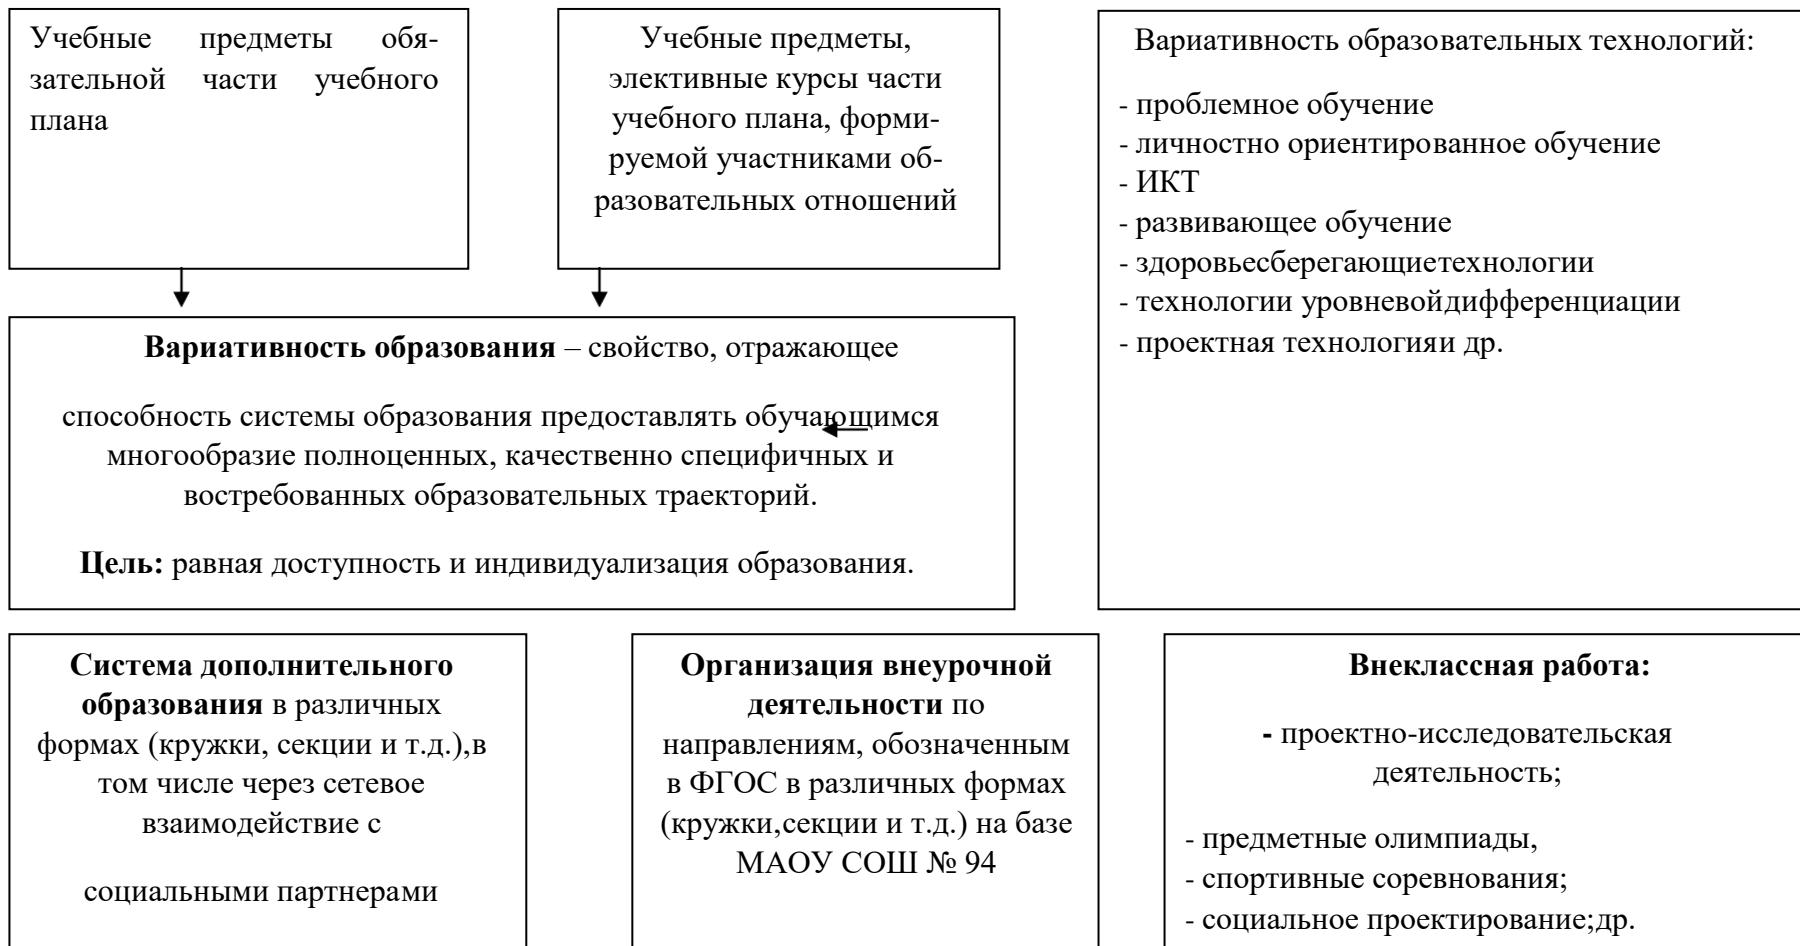 Учебные предметы обя-
зательной части учебного
плана
Учебные предметы,
элективные курсы части
учебного плана, форми-
руемой участниками об-
разовательных отношений
Вариативность образовательных технологий:
- проблемное обучение
- личностно ориентированное обучение
- ИКТ
- развивающее обучение
- здоровьесберегающиетехнологии
- технологии уровневойдифференциации
- проектная технологияи др.
Вариативность образования – свойство, отражающее
способность системы образования предоставлять обучающимся
многообразие полноценных, качественно специфичных и
востребованных образовательных траекторий.
Цель: равная доступность и индивидуализация образования.
Система дополнительного
образования в различных
формах (кружки, секции и т.д.),в
том числе через сетевое
взаимодействие с
социальными партнерами
Организация внеурочной
деятельности по
направлениям, обозначенным
в ФГОС в различных формах
(кружки,секции и т.д.) на базе
МАОУ СОШ № 94
Внеклассная работа:
- проектно-исследовательская
деятельность;
- предметные олимпиады,
- спортивные соревнования;
- социальное проектирование;др.